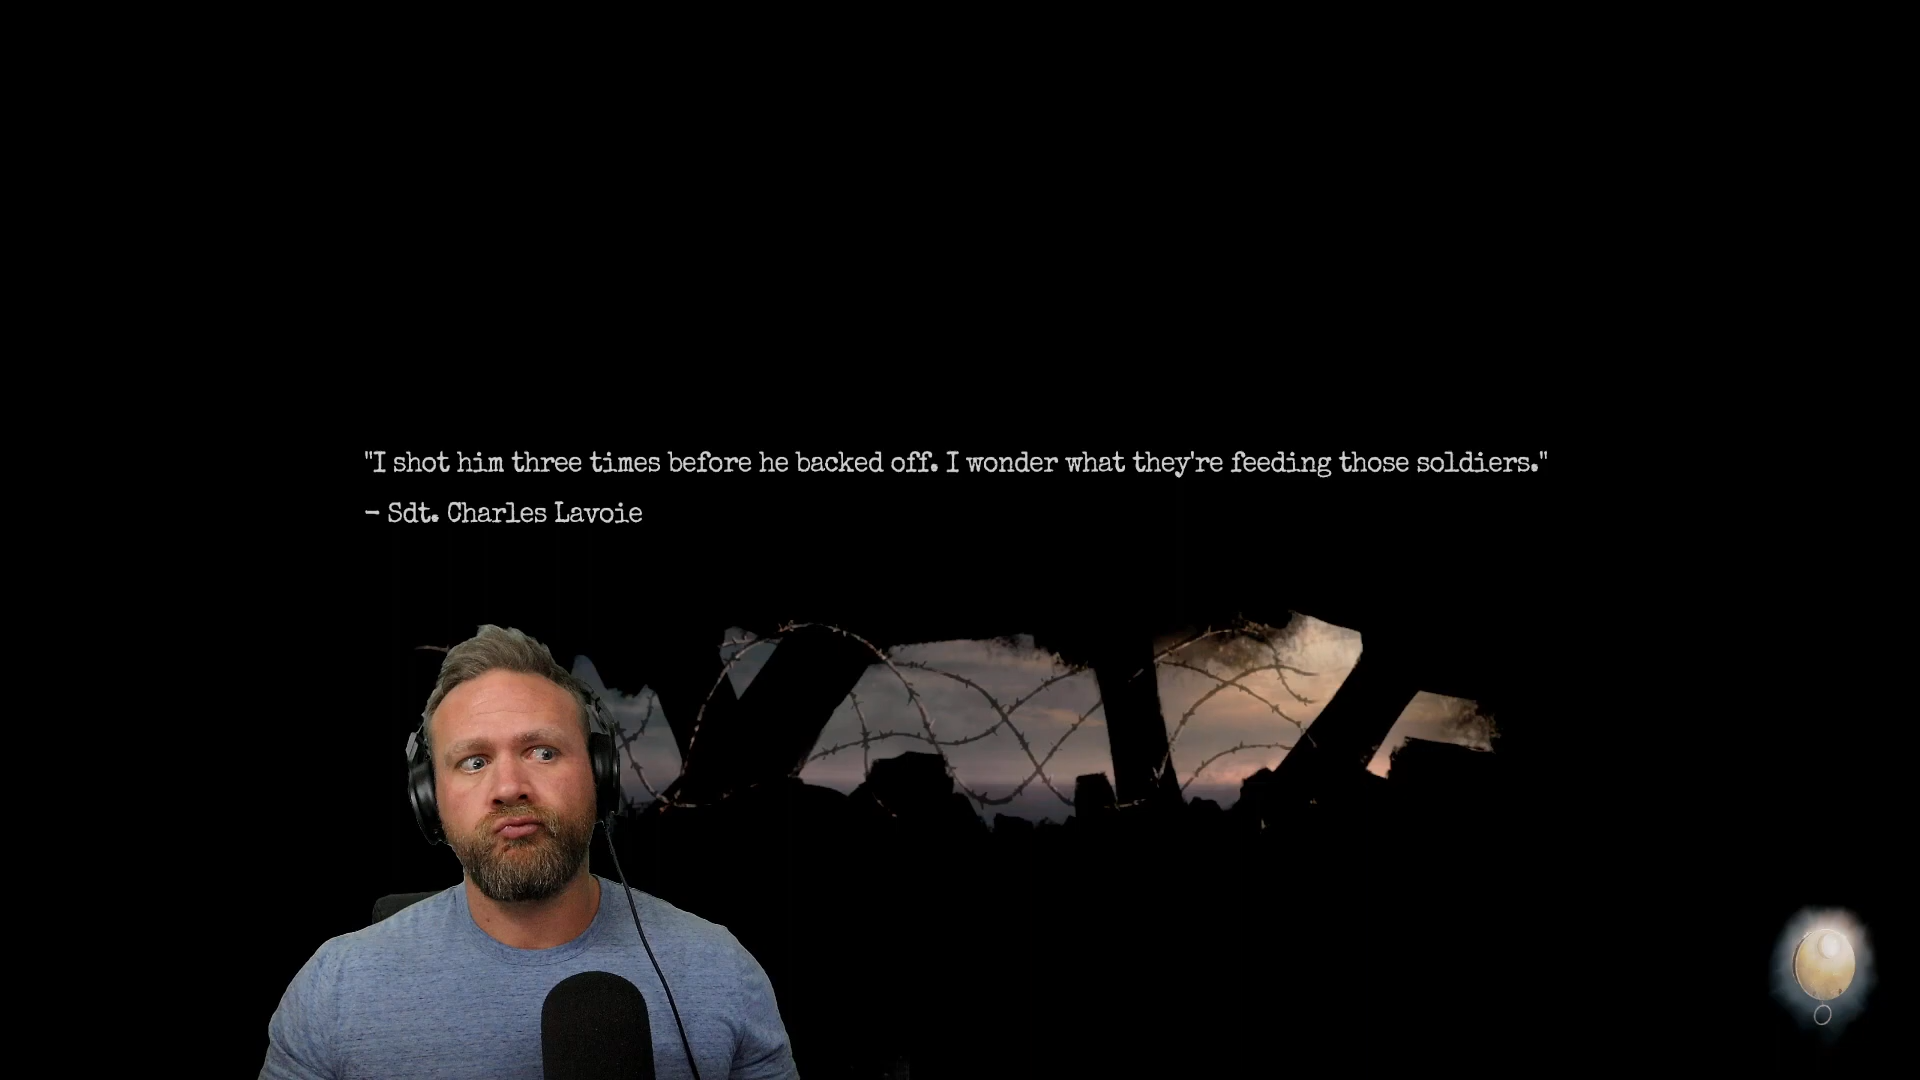 "I shot him three times before he backed off. I wonder what they're feeding those soldiers."
- Sdt. Charles Lavoie